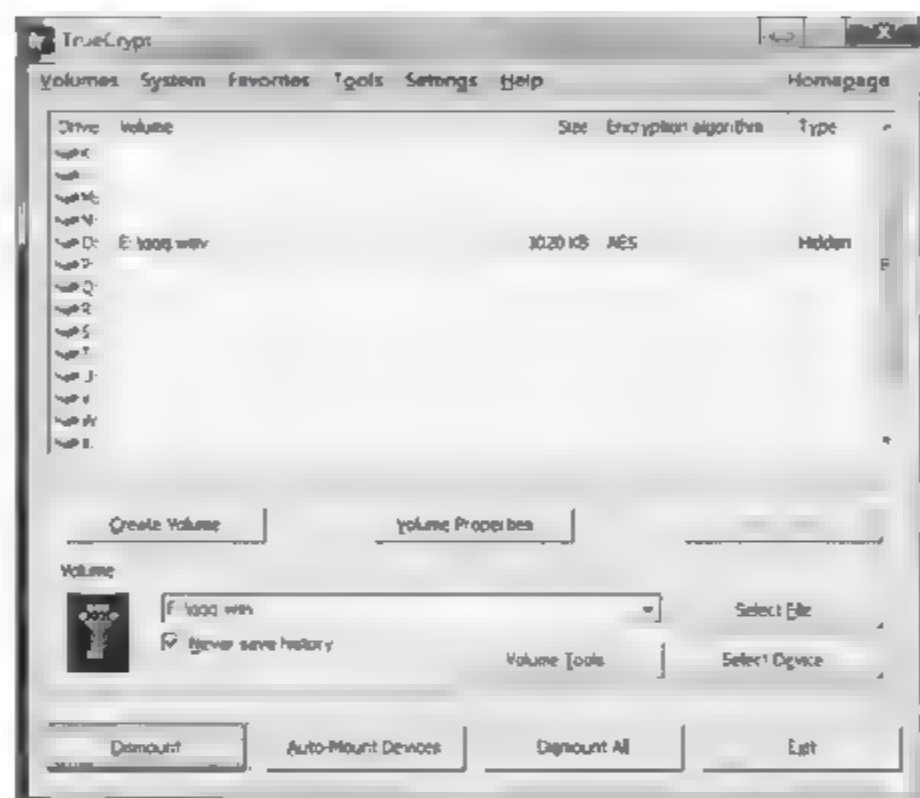 TrueCrypt
Volumes System Favorites Tools Settings Help Homepage
Drive Volume Size Encryption algorithm Type
M:
N:
O: 1020 KB AES Hidden
P:
Q:
R:
S:
T:
U:
V:
W:
Create Volume Volume Properties
Volume
Never save history Select File
Volume Tools Select Device
Dismount Auto-Mount Devices Dismount All Exit